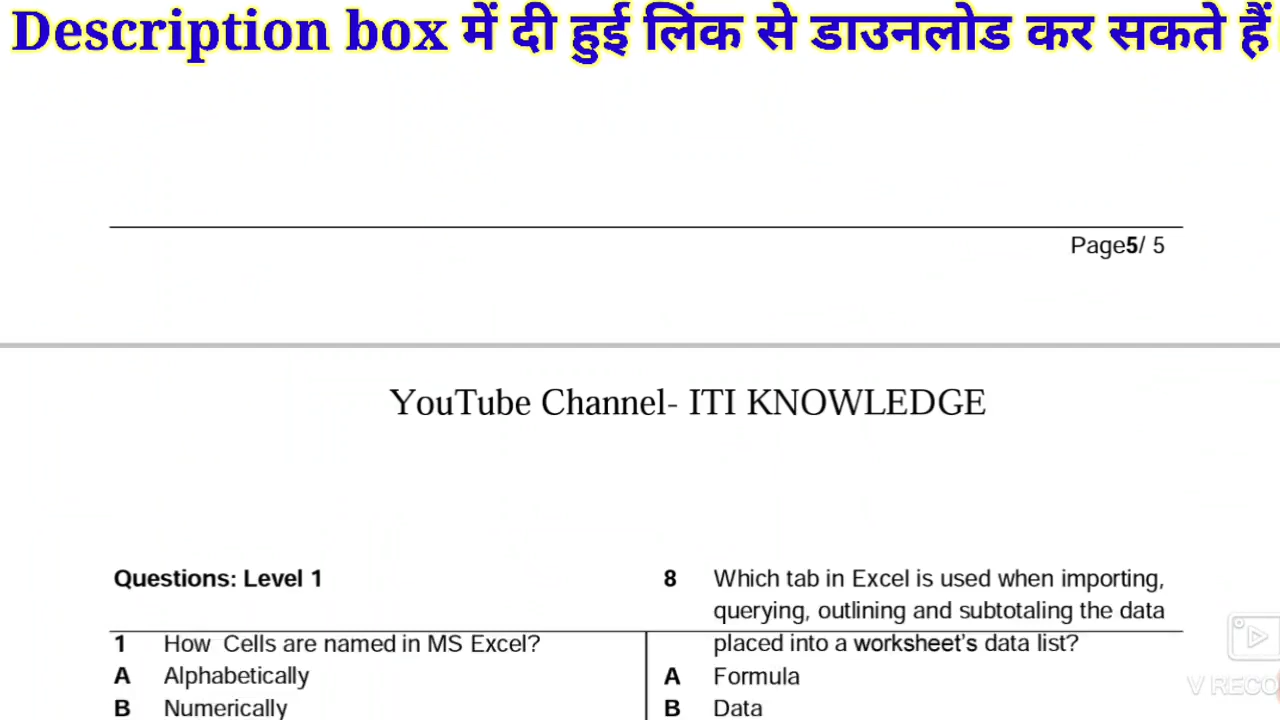 Description box में दी हुई लिंक से डाउनलोड कर सकते हैं
Page5/ 5
YouTube Channel- ITI KNOWLEDGE
Questions: Level 1
1 How Cells are named in MS Excel?
A Alphabetically
B Numerically
8 Which tab in Excel is used when importing,
querying, outlining and subtotaling the data
placed into a worksheet's data list?
A Formula
B Data
V RECO